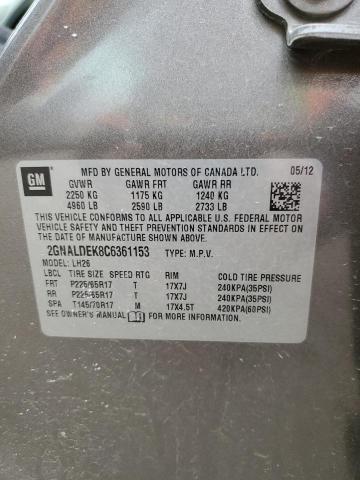 GM
MFD BY GENERAL MOTORS OF CANADA LTD. 05/12
GVWR GAWR FRT GAWR RR
2250 KG 1175 KG 1240 KG
4960 LB 2590 LB 2733 LB
THIS VEHICLE CONFORMS TO ALL APPLICABLE U.S. FEDERAL MOTOR
VEHICLE SAFETY AND THEFT PREVENTION STANDARDS IN EFFECT ON
THE DATE OF MANUFACTURE SHOWN ABOVE.
2GNALDEK8C6361153 TYPE: M.P.V.
MODEL: LH26
LBCL TIRE SIZE SPEED RTG RIM COLD TIRE PRESSURE
FRT P225/65R17 T 17X7J 240KPA(35PSI)
RR P225/65R17 T 17X7J 240KPA(35PSI)
SPA T145/70R17 M 17X4.5T 420KPA(60PSI)
SEE OWNER'S MANUAL FOR MORE INFORMATION.